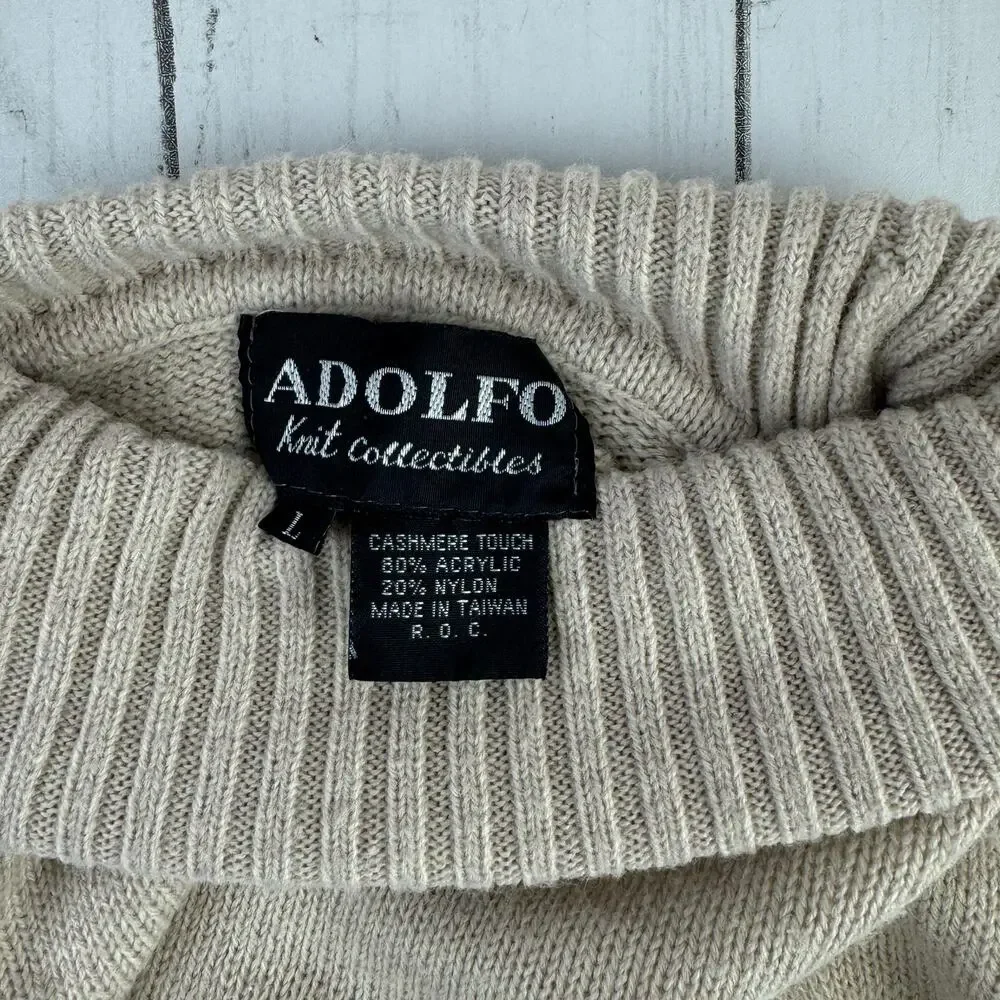 ADOLFO
Knit Collectibles
L
CASHMERE TOUCH
80% ACRYLIC
20% NYLON
MADE IN TAIWAN
R. O. C.